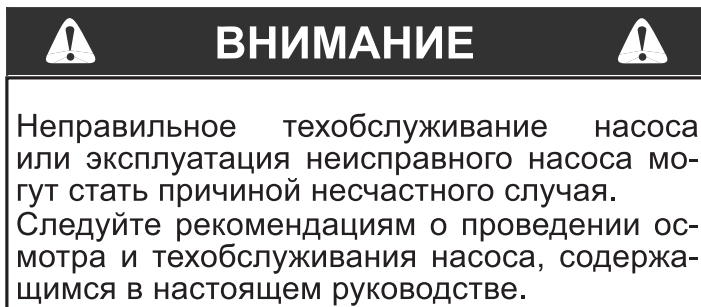 ВНИМАНИЕ
Неправильное техобслуживание насоса
или эксплуатация неисправного насоса мо-
гут стать причиной несчастного случая.
Следуйте рекомендациям о проведении ос-
мотра и техобслуживания насоса, содержа-
щимся в настоящем руководстве.